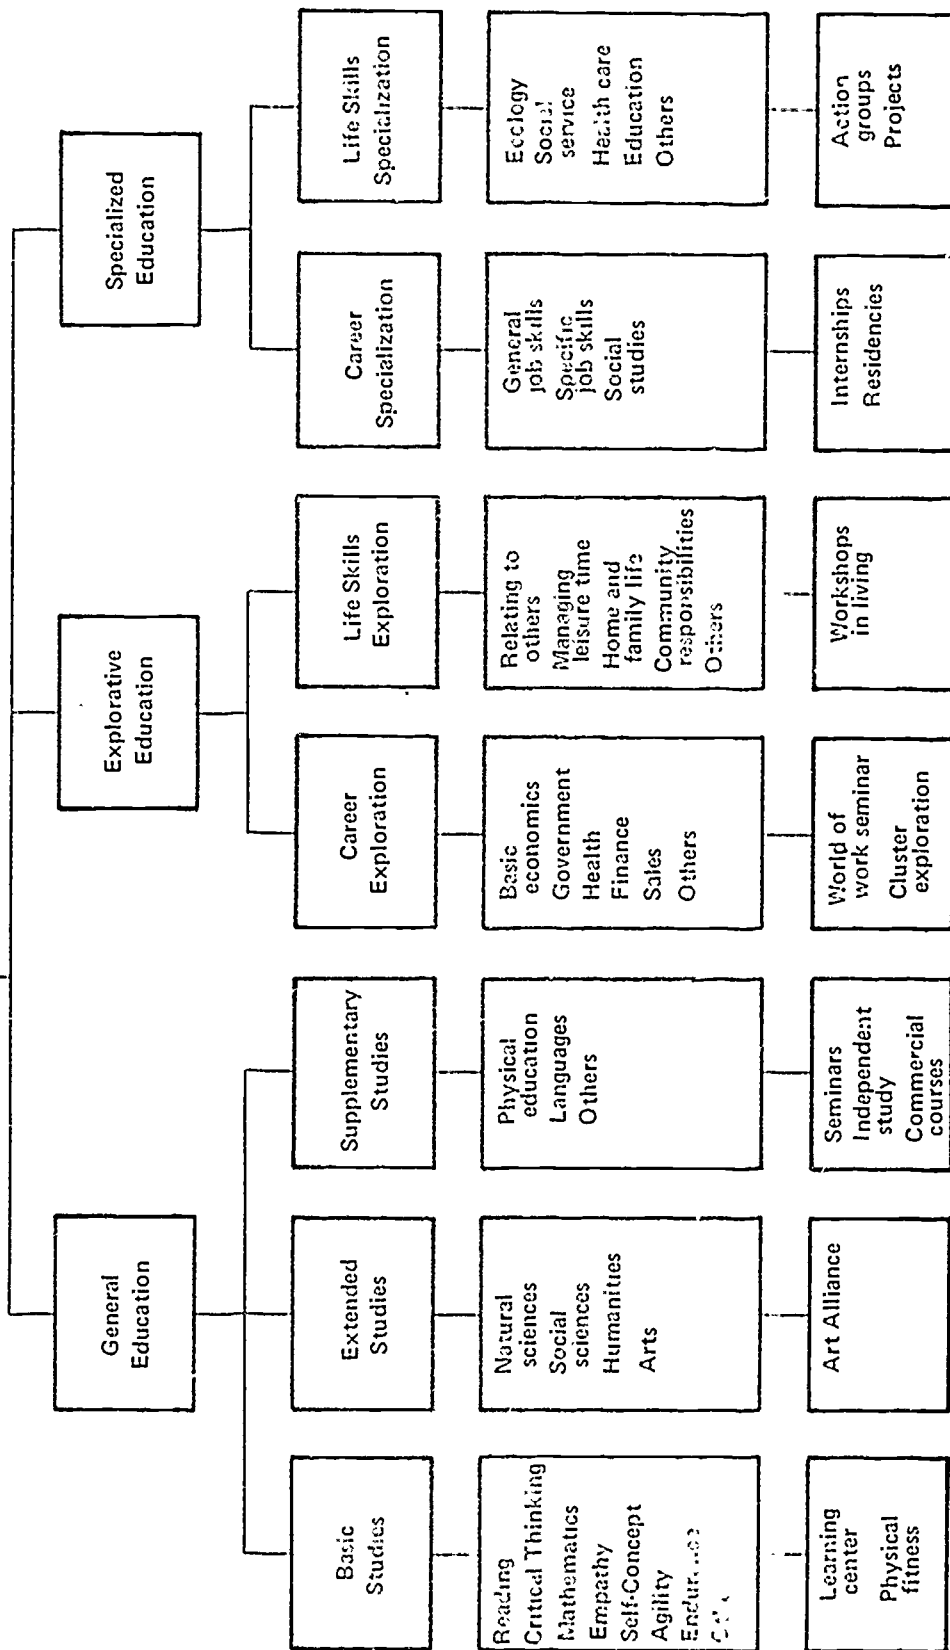 General
Education
Explorative
Education
Specialized
Education
Basic
Studies
Extended
Studies
Supplementary
Studies
Career
Exploration
Life Skills
Exploration
Career
Specialization
Life Skills
Specialization
Reading
Critical Thinking
Mathematics
Empathy
Self-Concept
Agility
Natural
sciences
Social
sciences
Humanities
Arts
Physical
education
Languages
Others
Basic
economics
Government
Health
Finance
Sales
Others
Relating to
others
Managing
leisure time
Home and
family life
Community
responsibilities
Others
General
job skills
Specific
job skills
Social
studies
Ecology
Social
service
Health care
Education
Others
Learning
center
Physical
fitness
Art Alliance
Seminars
Independent
study
Commercial
courses
World of
work seminar
Cluster
exploration
Workshops
in living
Internships
Residencies
Action
groups
Projects